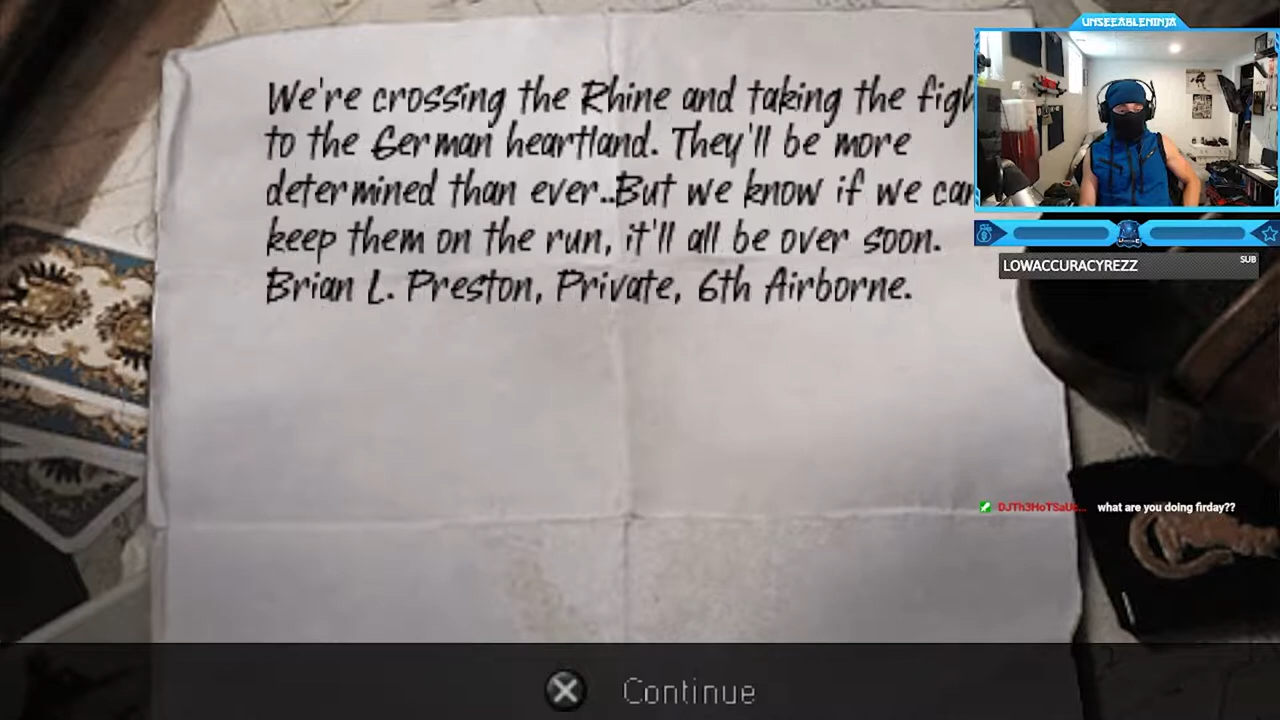 We're crossing the Rhine and taking the
to the German heartland. They'll be more
determined than ever..But we know if we
keep them on the run, it'll all be over soon.
Brian L. Preston, Private, 6th Airborne.
UNSEEABLENINJA
LOWACCURACYREZZ SUB
what are you doing firday??
Continue